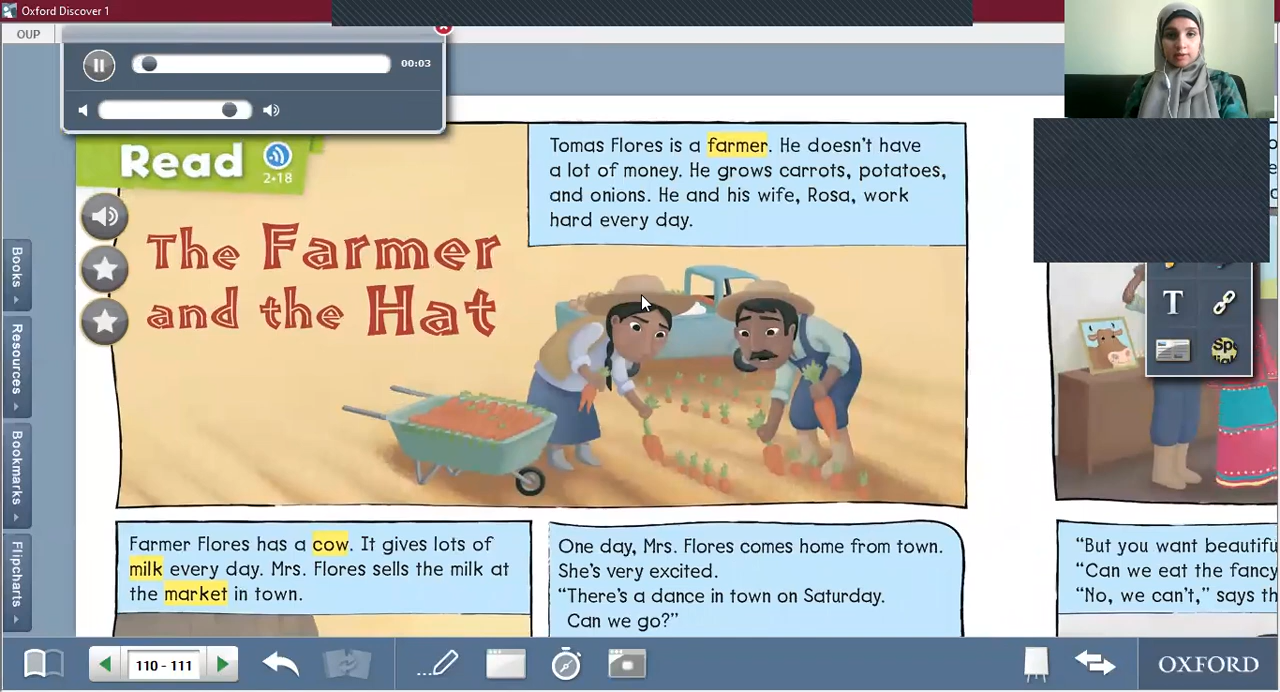 Oxford Discover 1
OUP
00:03
Read
2·18
The Farmer
and the Hat
Tomas Flores is a farmer. He doesn't have
a lot of money. He grows carrots, potatoes,
and onions. He and his wife, Rosa, work
hard every day.
Farmer Flores has a cow. It gives lots of
milk every day. Mrs. Flores sells the milk at
the market in town.
One day, Mrs. Flores comes home from town.
She's very excited.
"There's a dance in town on Saturday.
Can we go?"
"But you want beautifu
"Can we eat the fancy
"No, we can't," says th
Books
Resources
Bookmarks
Flipcharts
T
110 - 111
OXFORD